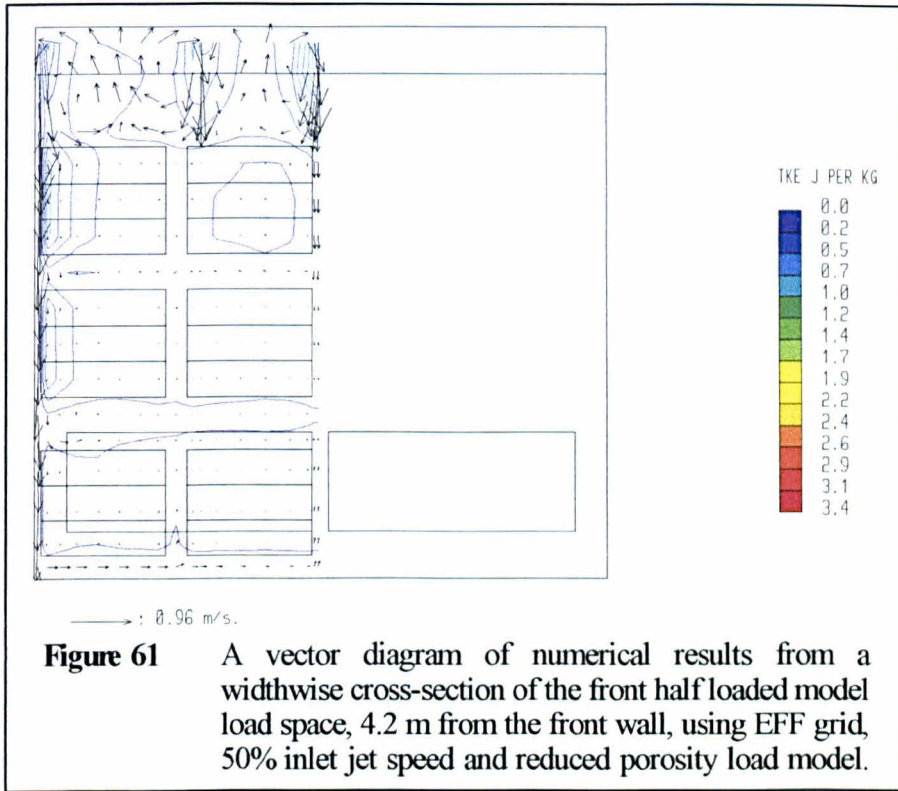 TKE J PER KG
0.0
0.2
0.5
0.7
1.0
1.2
1.4
1.7
1.9
2.2
2.4
2.6
2.9
3.1
3.4
: 0.96 m/s.
Figure 61 A vector diagram of numerical results from a
widthwise cross-section of the front half loaded model
load space, 4.2 m from the front wall, using EFF grid,
50% inlet jet speed and reduced porosity load model.